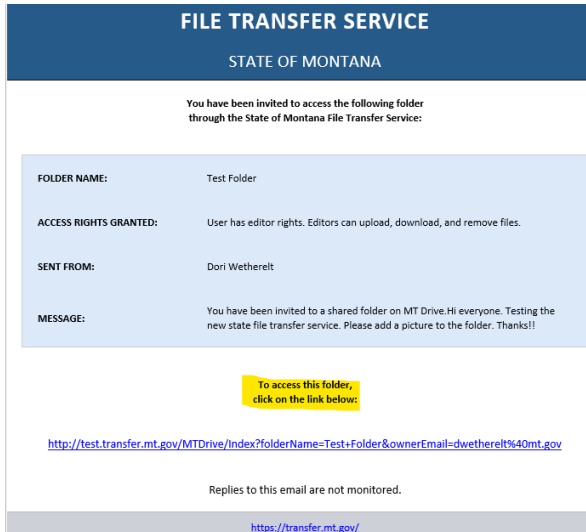 FILE TRANSFER SERVICE
STATE OF MONTANA
You have been invited to access the following folder
through the State of Montana File Transfer Service:
FOLDER NAME: Test Folder
ACCESS RIGHTS GRANTED: User has editor rights. Editors can upload, download, and remove files.
SENT FROM: Dori Wetherelt
MESSAGE: You have been invited to a shared folder on MT Drive.Hi everyone. Testing the
new state file transfer service. Please add a picture to the folder. Thanks!!
To access this folder,
click on the link below:
http://test.transfer.mt.gov/MTDrive/Index?folderName=Test+Folder&ownerEmail=dwetherelt%40mt.gov
Replies to this email are not monitored.
https://transfer.mt.gov/